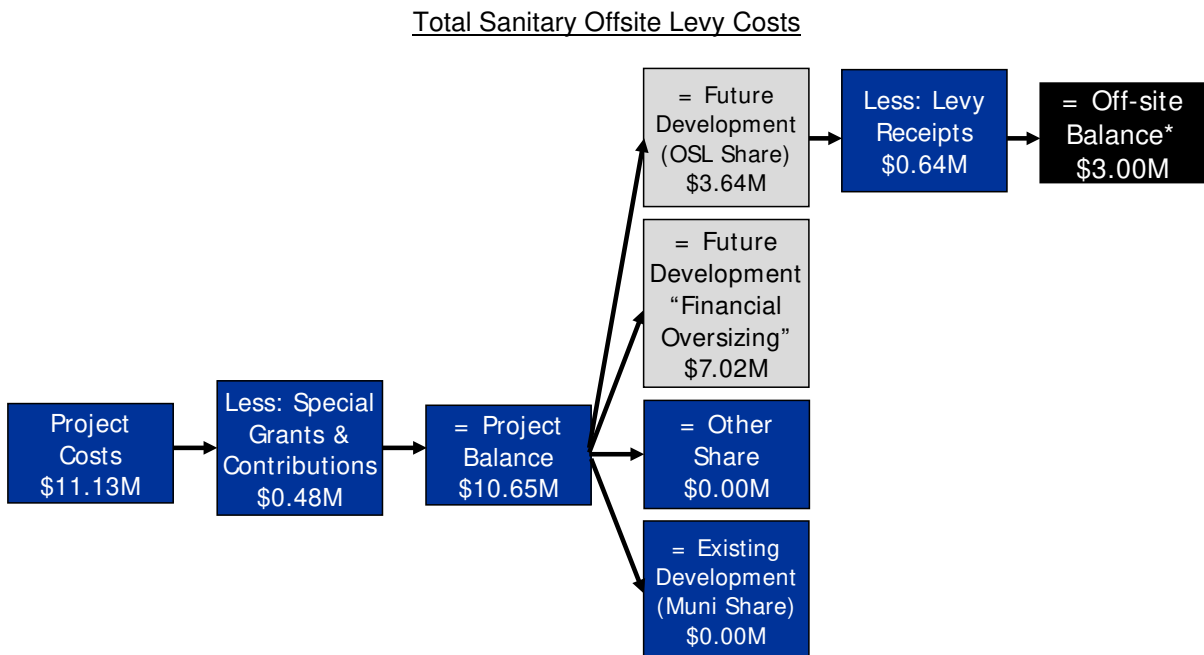 Total Sanitary Offsite Levy Costs
Project
Costs
$11.13M
Less: Special
Grants &
Contributions
$0.48M
= Project
Balance
$10.65M
= Future
Development
(OSL Share)
$3.64M
Less: Levy
Receipts
$0.64M
= Off-site
Balance*
$3.00M
= Future
Development
“Financial
Oversizing”
$7.02M
= Other
Share
$0.00M
= Existing
Development
(Muni Share)
$0.00M